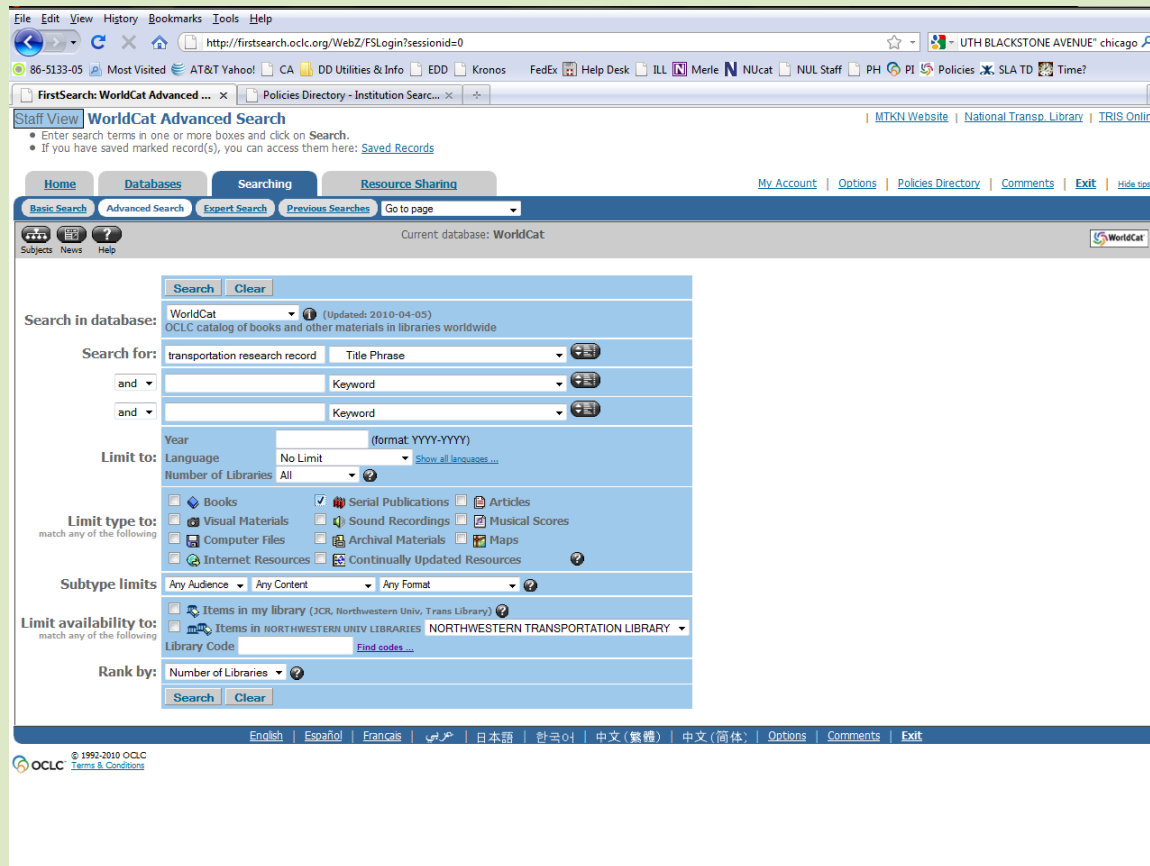 File Edit View History Bookmarks Tools Help
http://firstsearch.oclc.org/WebZ/FSLogin?sessionid=0 UTH BLACKSTONE AVENUE" chicago
86-5133-05 Most Visited AT&T Yahoo! CA DD Utilities & Info EDD Kronos FedEx Help Desk ILL Merle NUcat NUL Staff PH PI Policies SLA TD Time?
FirstSearch: WorldCat Advanced ... × Policies Directory - Institution Searc... ×
Staff View WorldCat Advanced Search | MTKN Website | National Transp. Library | TRIS Onlin
• Enter search terms in one or more boxes and click on Search.
• If you have saved marked record(s), you can access them here: Saved Records
Home Databases Searching Resource Sharing My Account | Options | Policies Directory | Comments | Exit | Hide tips
Basic Search Advanced Search Expert Search Previous Searches Go to page
Current database: WorldCat WorldCat
Subjects News Help
Search Clear
Search in database: WorldCat (Updated: 2010-04-05)
OCLC catalog of books and other materials in libraries worldwide
Search for: transportation research record Title Phrase
and Keyword
and Keyword
Year (format: YYYY-YYYY)
Limit to: Language No Limit Show all languages ...
Number of Libraries All
Books Serial Publications Articles
Limit type to: Visual Materials Sound Recordings Musical Scores
match any of the following Computer Files Archival Materials Maps
Internet Resources Continually Updated Resources
Subtype limits Any Audience Any Content Any Format
Limit availability to: Items in my library (JCR, Northwestern Univ, Trans Library)
match any of the following Items in NORTHWESTERN UNIV LIBRARIES NORTHWESTERN TRANSPORTATION LIBRARY
Library Code Find codes ...
Rank by: Number of Libraries
Search Clear
English | Español | Français | عربي | 日本語 | 한국어 | 中文(繁體) | 中文(简体) | Options | Comments | Exit
OCLC © 1992-2010 OCLC
Terms & Conditions